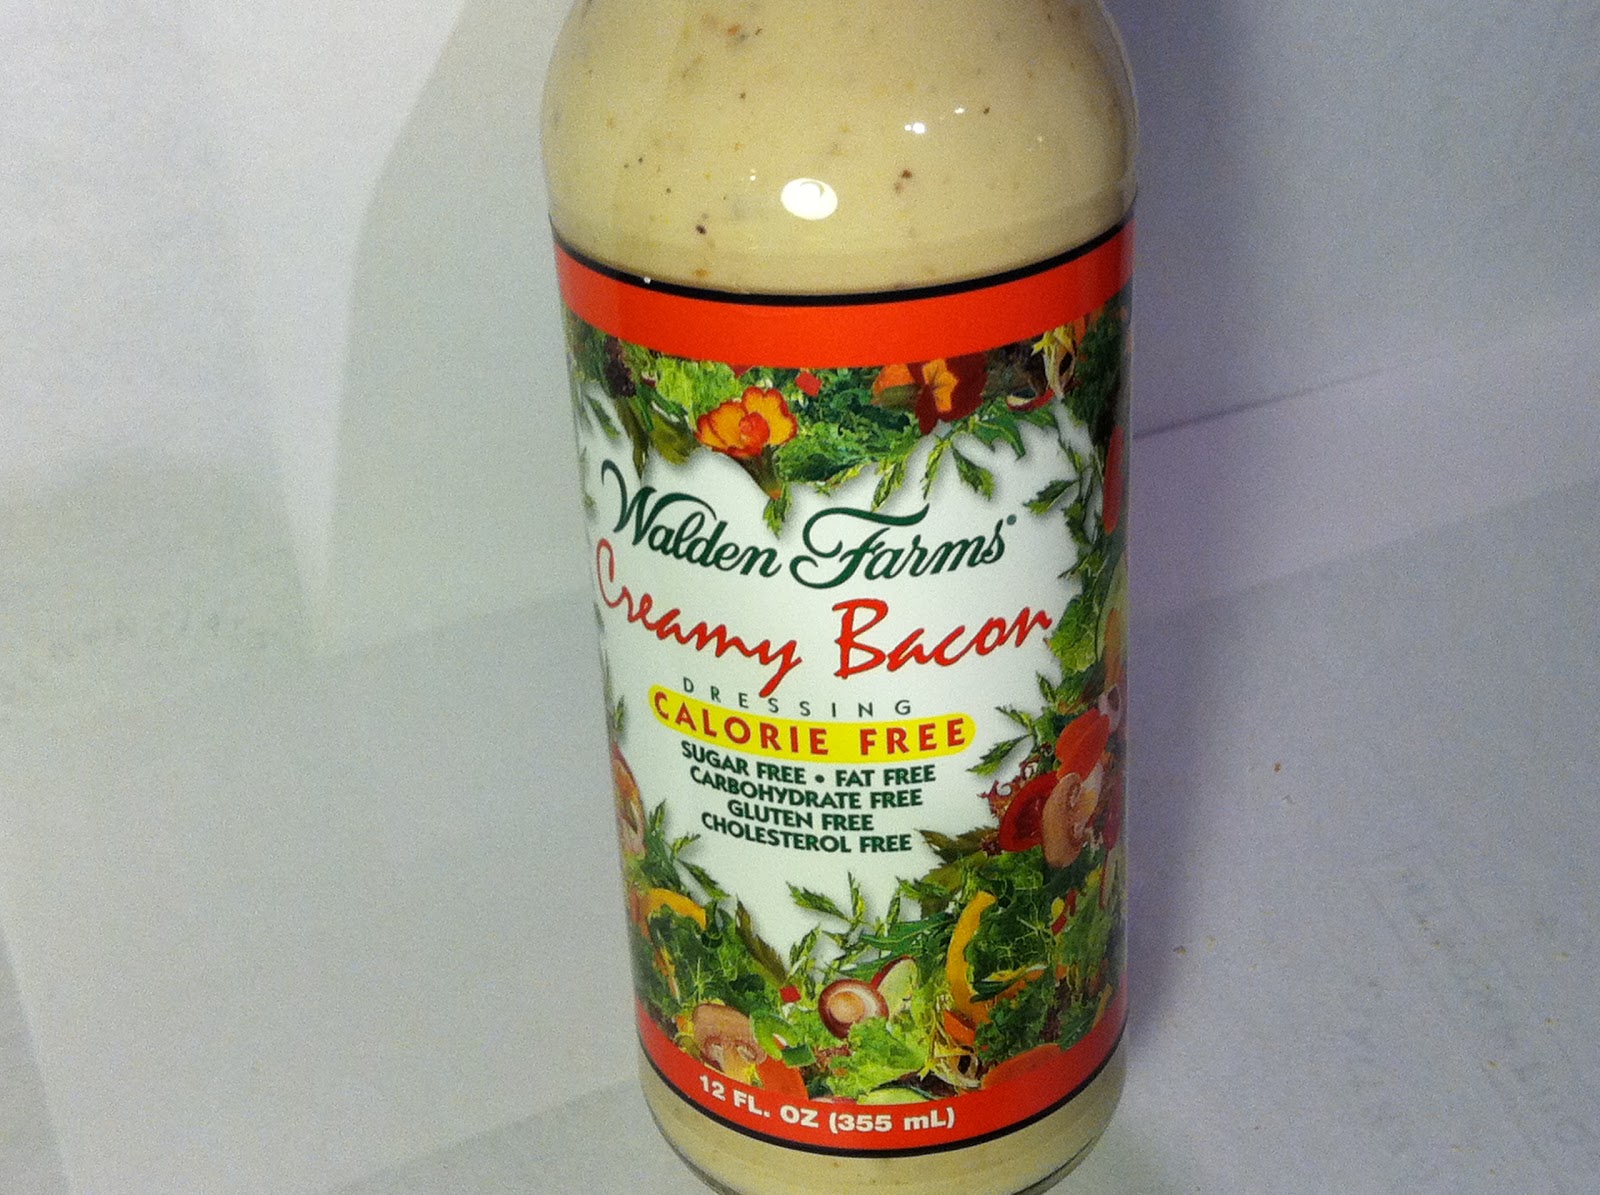 Walden Farms®
Creamy Bacon
DRESSING
CALORIE FREE
SUGAR FREE • FAT FREE
CARBOHYDRATE FREE
GLUTEN FREE
CHOLESTEROL FREE
12 FL. OZ (355 mL)